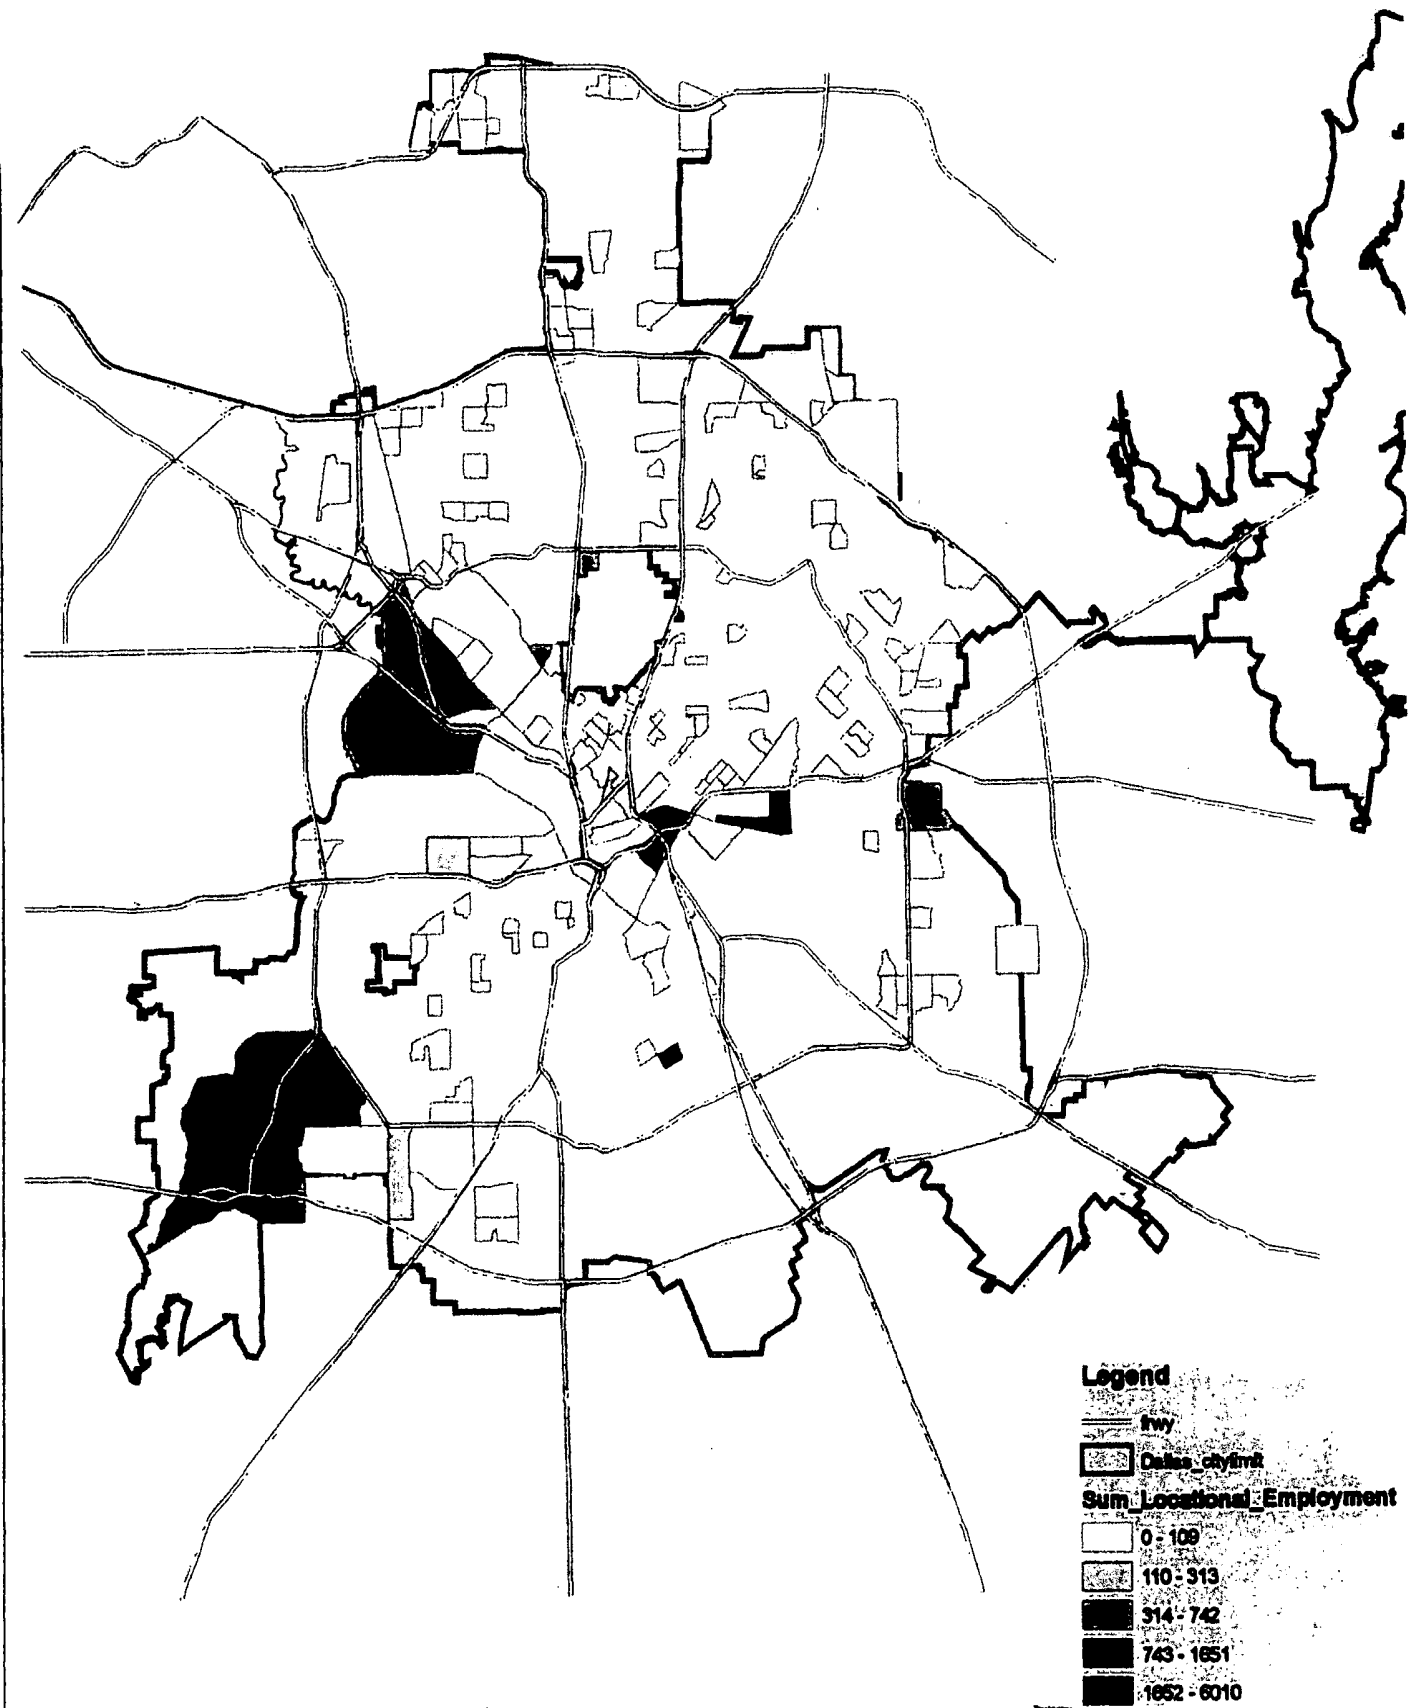 Legend
frwy
Dallas_citylimit
Sum_Locational_Employment
0 - 109
110 - 313
314 - 742
743 - 1651
1652 - 6010